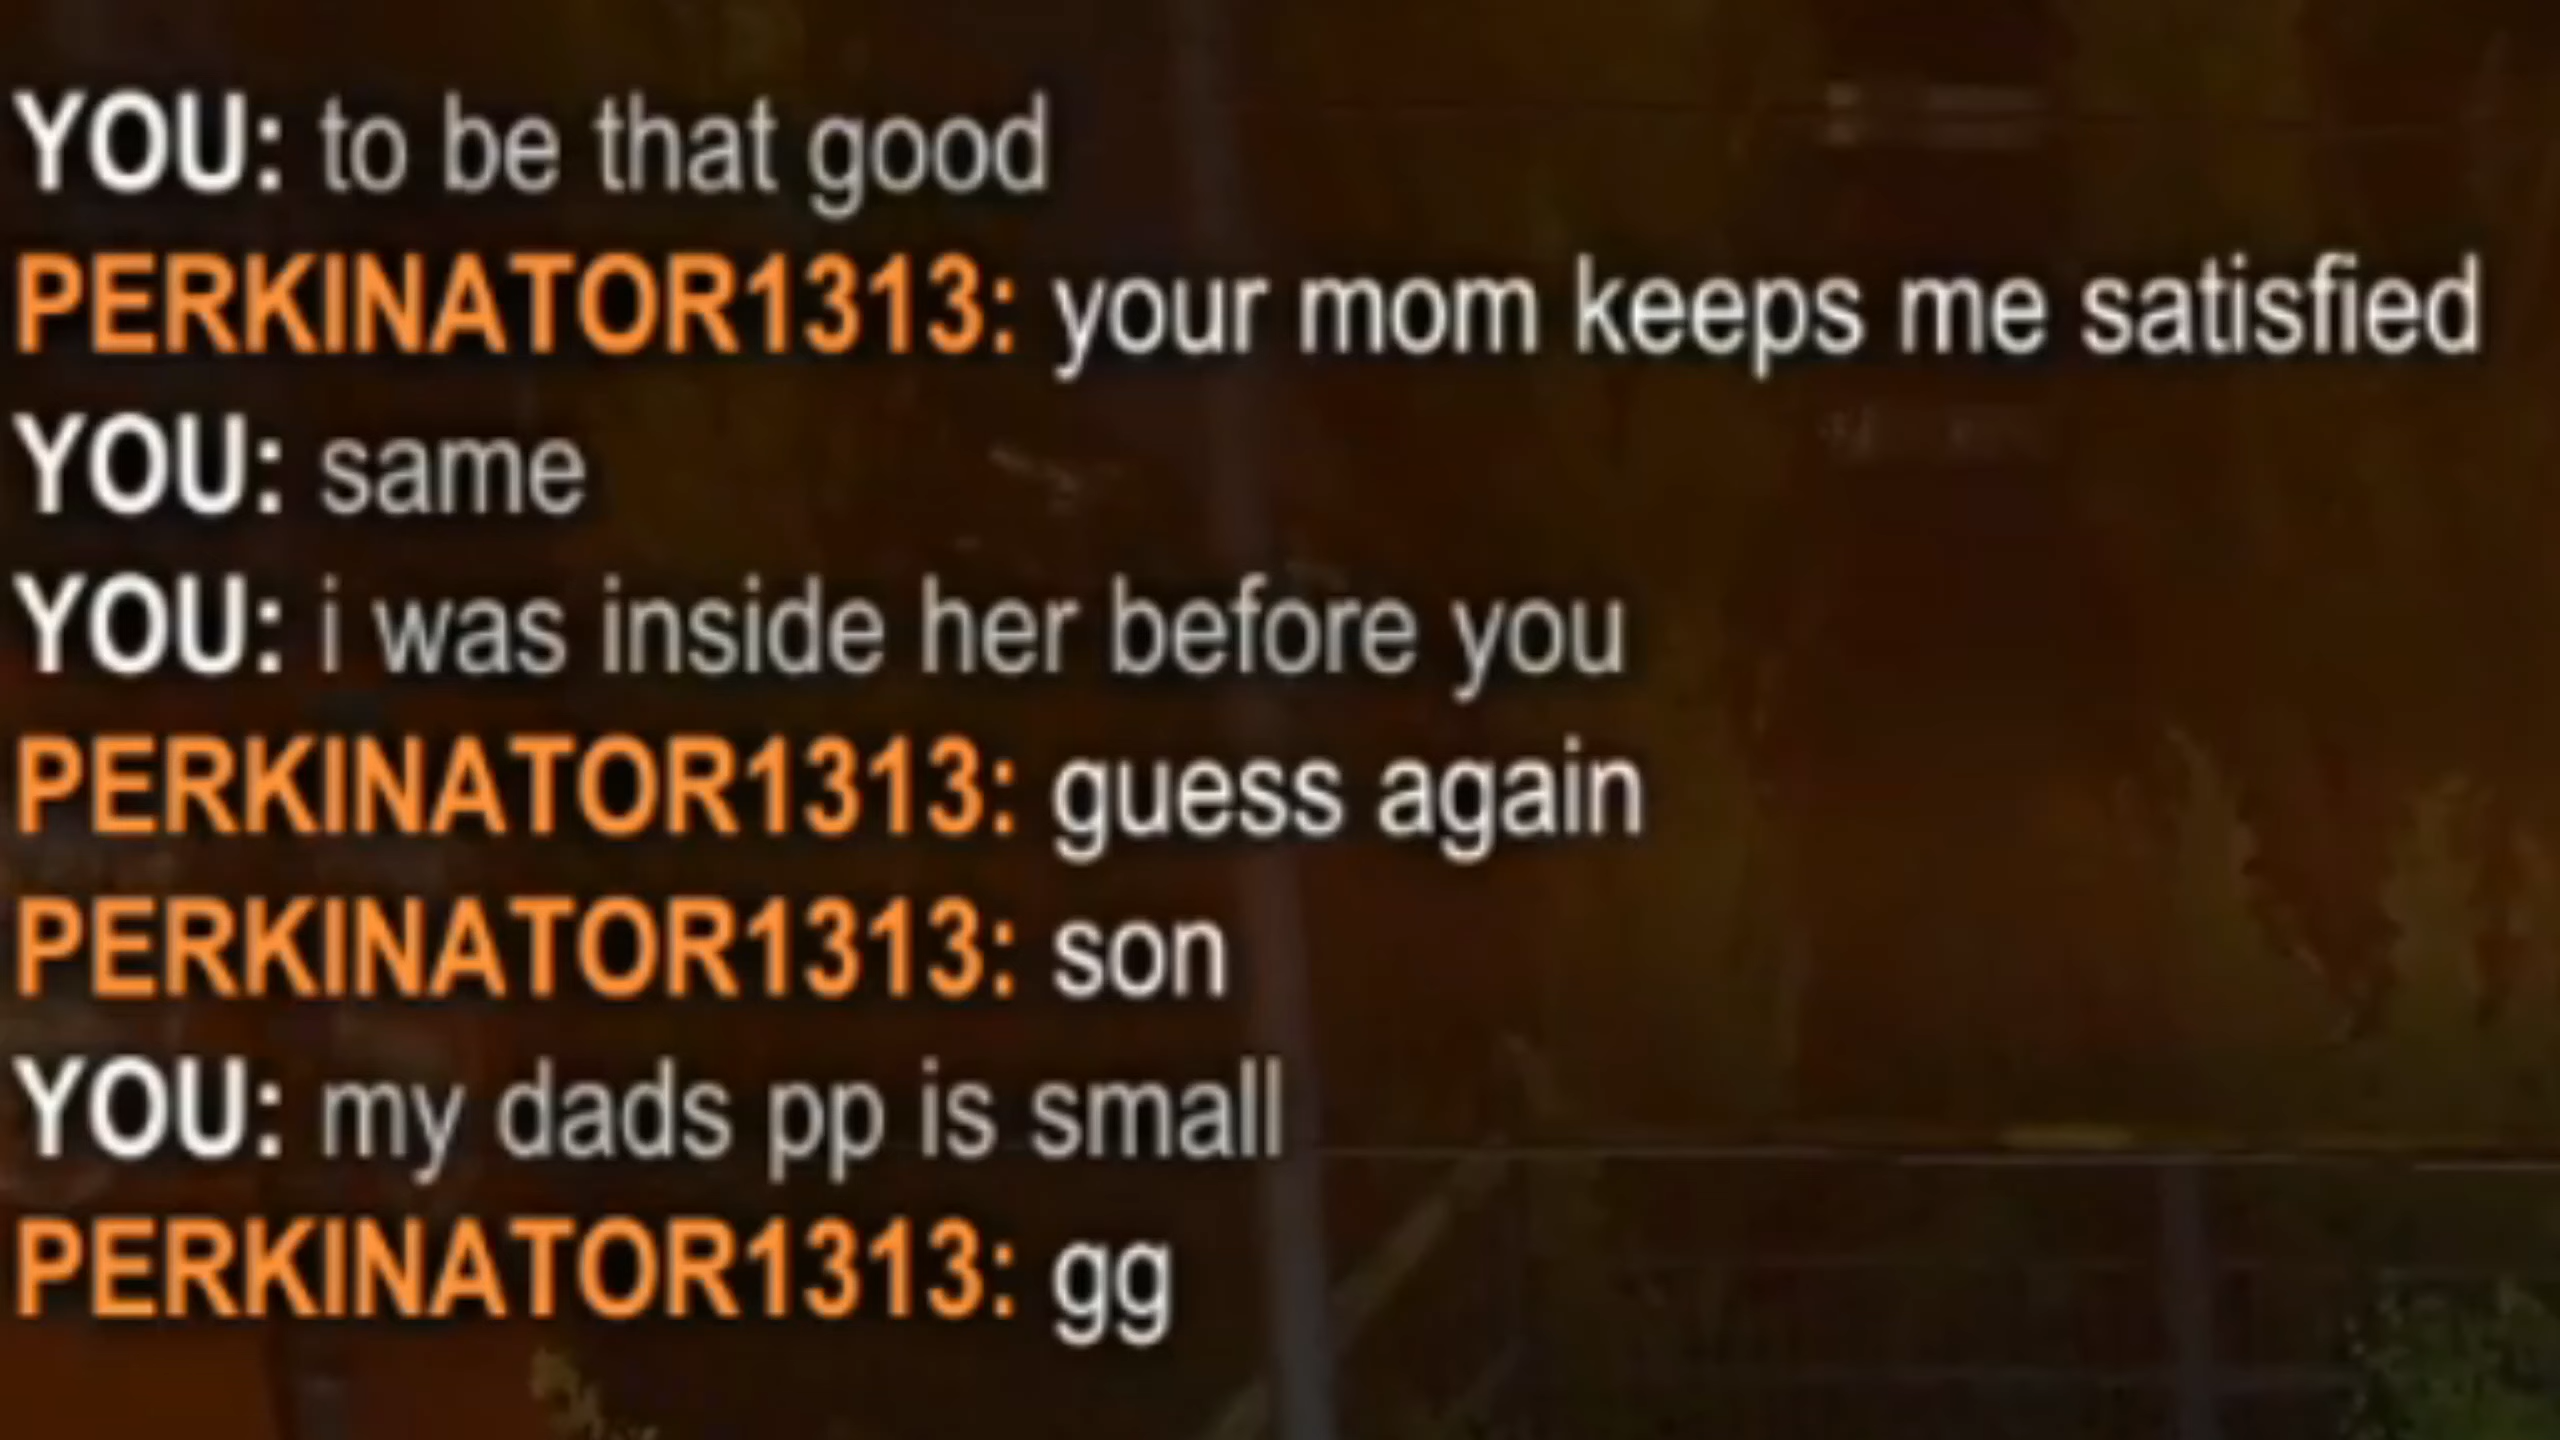 YOU: to be that good
PERKINATOR1313: your mom keeps me satisfied
YOU: same
YOU: i was inside her before you
PERKINATOR1313: guess again
PERKINATOR1313: son
YOU: my dads pp is small
PERKINATOR1313: gg